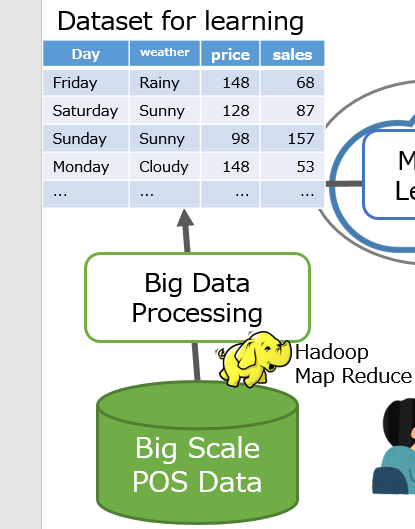 Dataset for learning
Day weather price sales
Friday Rainy 148 68
Saturday Sunny 128 87
Sunday Sunny 98 157
Monday Cloudy 148 53
... ... ... ...
Big Data
Processing
Hadoop
Map Reduce
Big Scale
POS Data